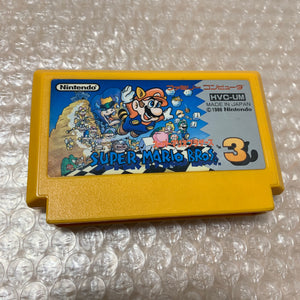 Nintendo
ファミリーコンピュータ
HVC-UM
MADE IN JAPAN
©1988 Nintendo
SUPER MARIO BROS. 3